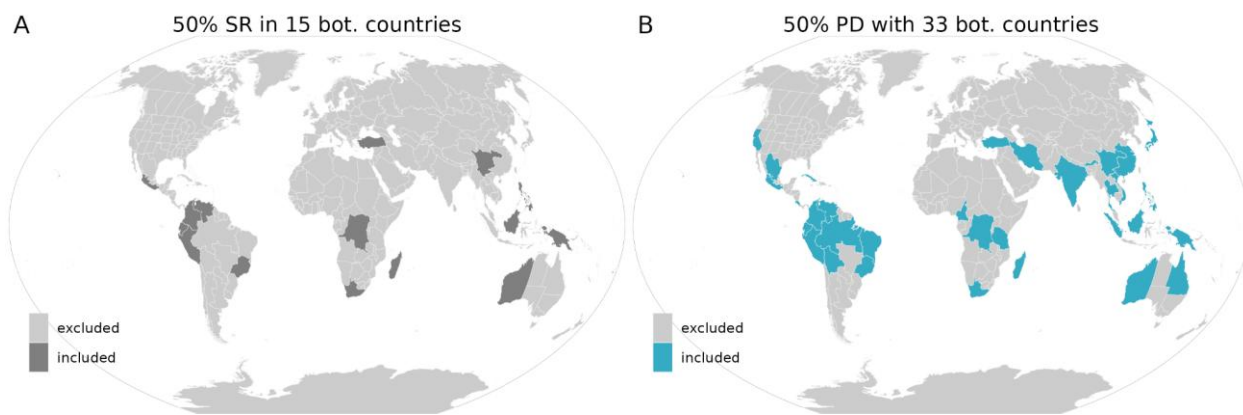 A
50% SR in 15 bot. countries
excluded
included
B
50% PD with 33 bot. countries
excluded
included